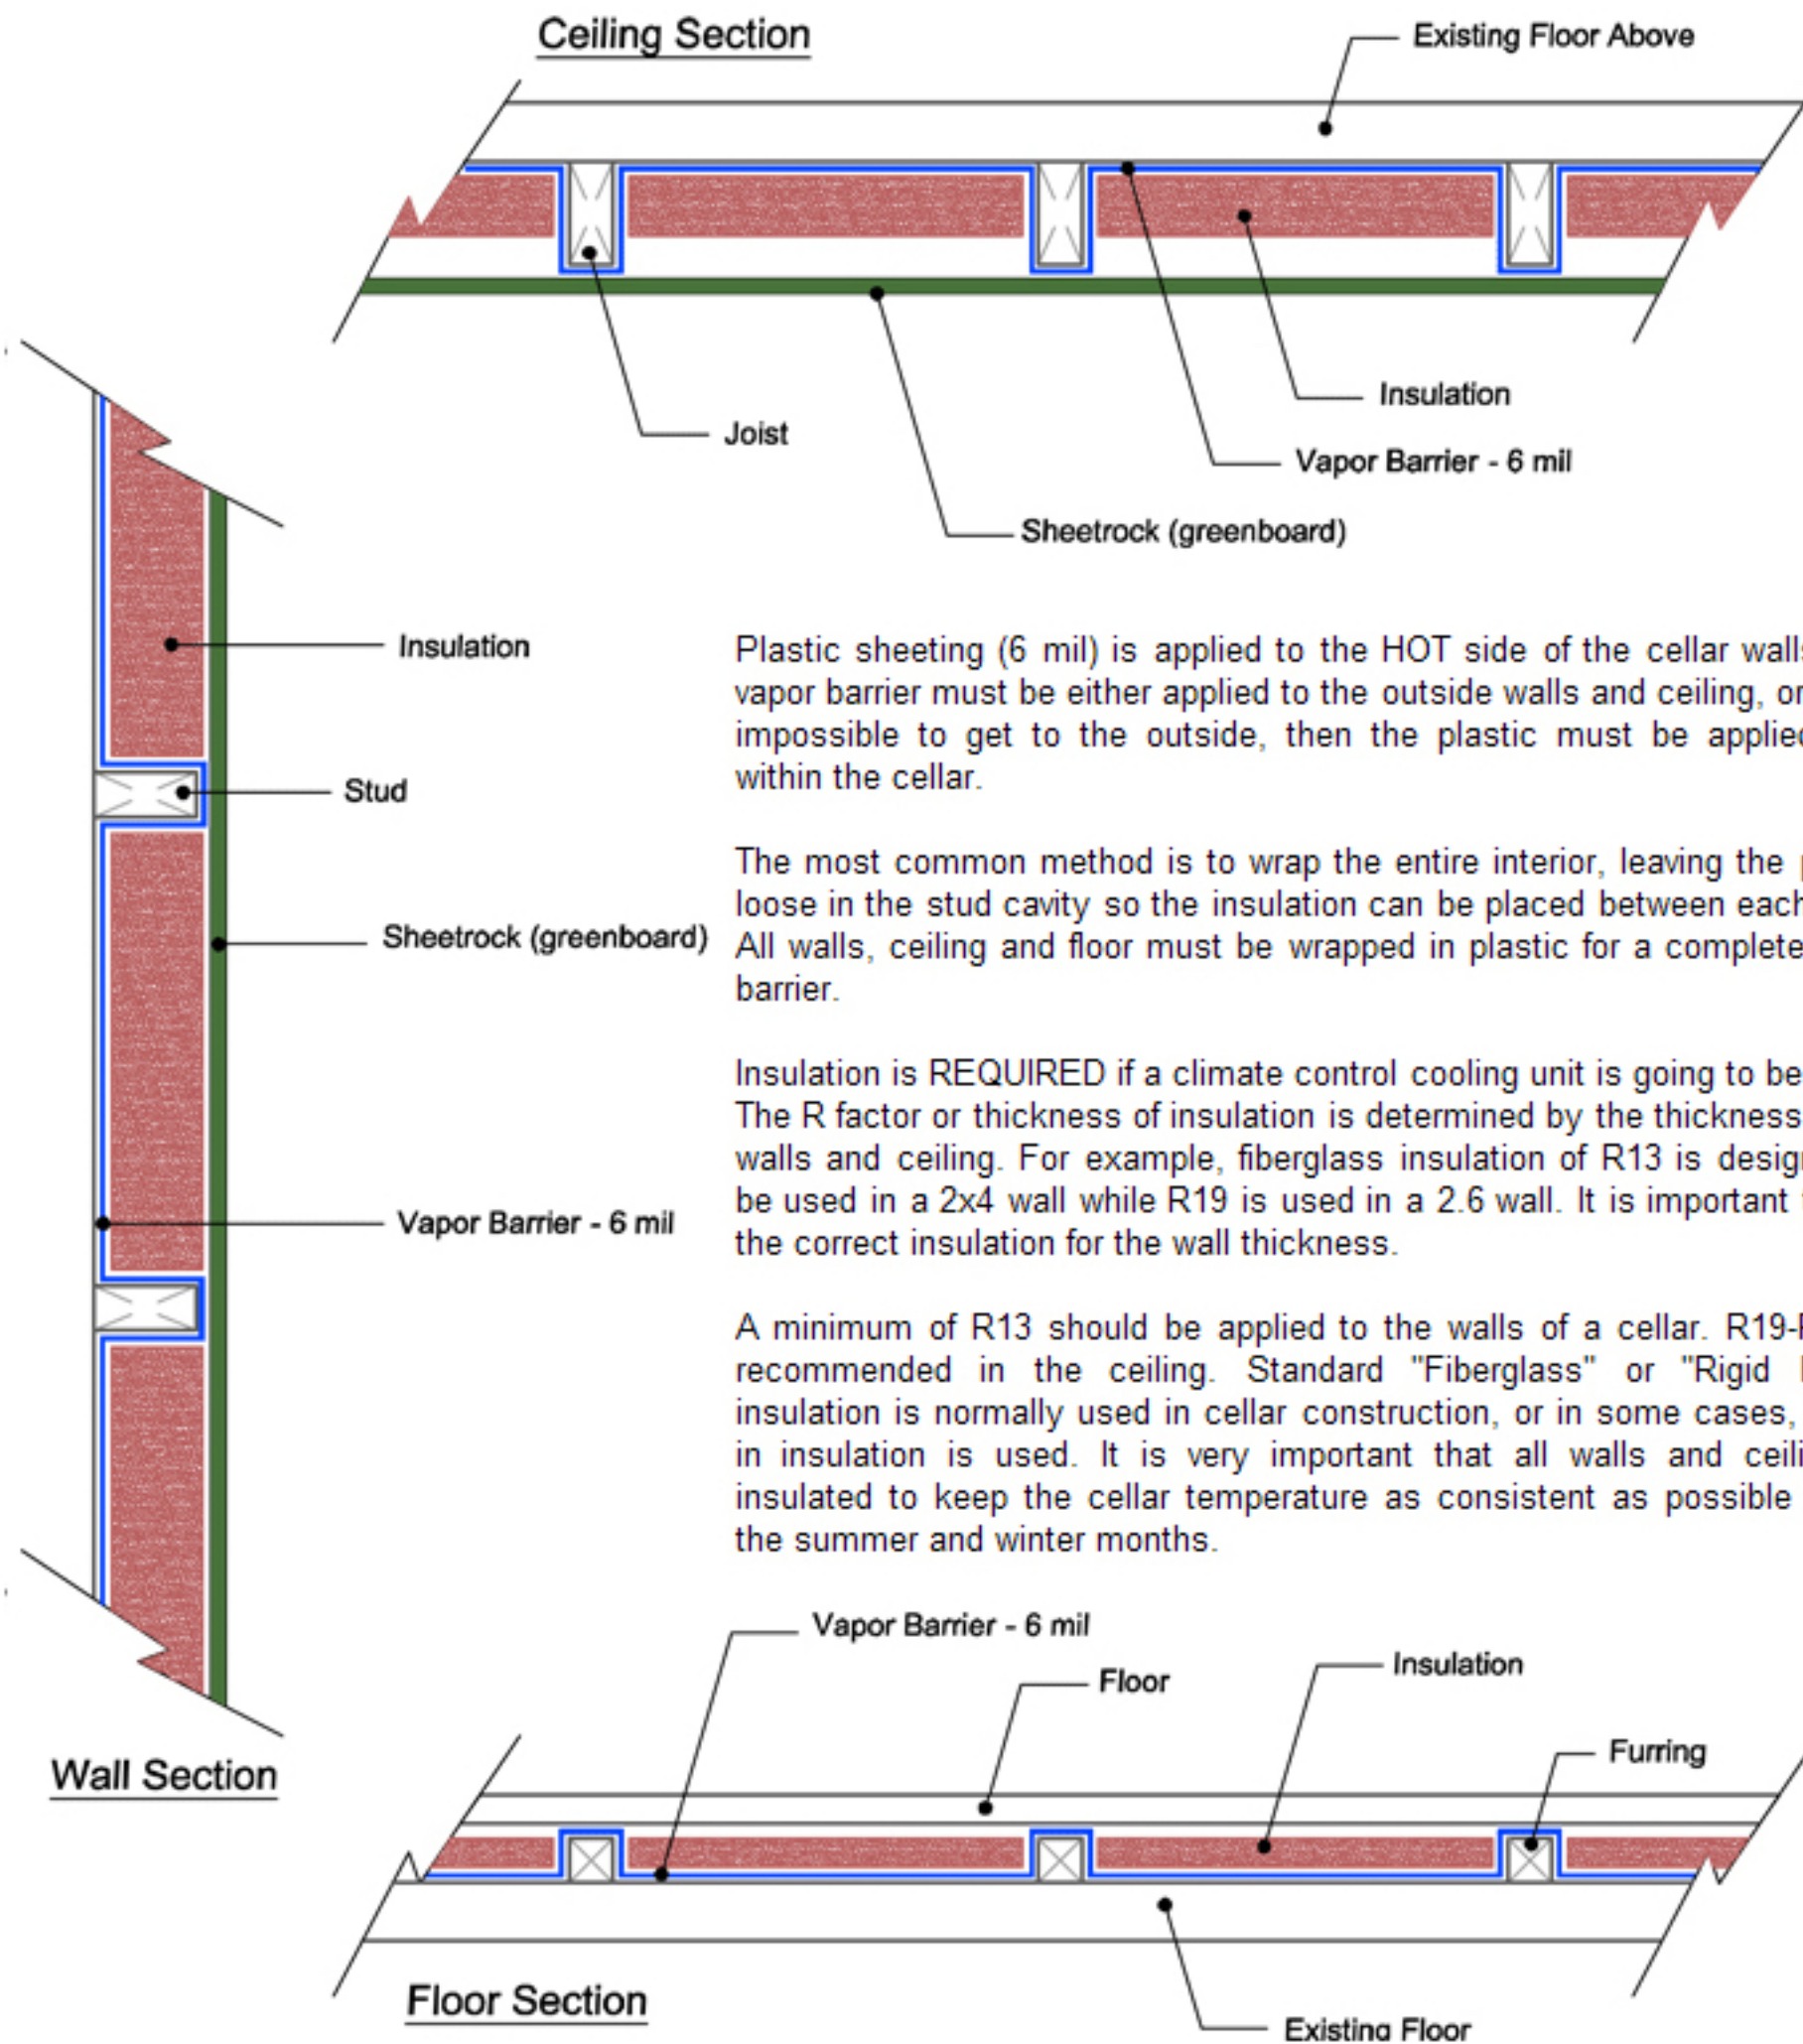 Ceiling Section
Existing Floor Above
Insulation
Joist
Vapor Barrier - 6 mil
Sheetrock (greenboard)
Insulation
Stud
Sheetrock (greenboard)
Vapor Barrier - 6 mil
Wall Section
Plastic sheeting (6 mil) is applied to the HOT side of the cellar walls
vapor barrier must be either applied to the outside walls and ceiling, or
impossible to get to the outside, then the plastic must be applied
within the cellar.
The most common method is to wrap the entire interior, leaving the
loose in the stud cavity so the insulation can be placed between each
All walls, ceiling and floor must be wrapped in plastic for a complete
barrier.
Insulation is REQUIRED if a climate control cooling unit is going to be
The R factor or thickness of insulation is determined by the thickness
walls and ceiling. For example, fiberglass insulation of R13 is
be used in a 2x4 wall while R19 is used in a 2.6 wall. It is important
the correct insulation for the wall thickness.
A minimum of R13 should be applied to the walls of a cellar.
recommended in the ceiling. Standard "Fiberglass" or "Rigid
insulation is normally used in cellar construction, or in some cases,
in insulation is used. It is very important that all walls and
insulated to keep the cellar temperature as consistent as possible
the summer and winter months.
Vapor Barrier - 6 mil
Floor
Insulation
Furring
Floor Section
Existing Floor